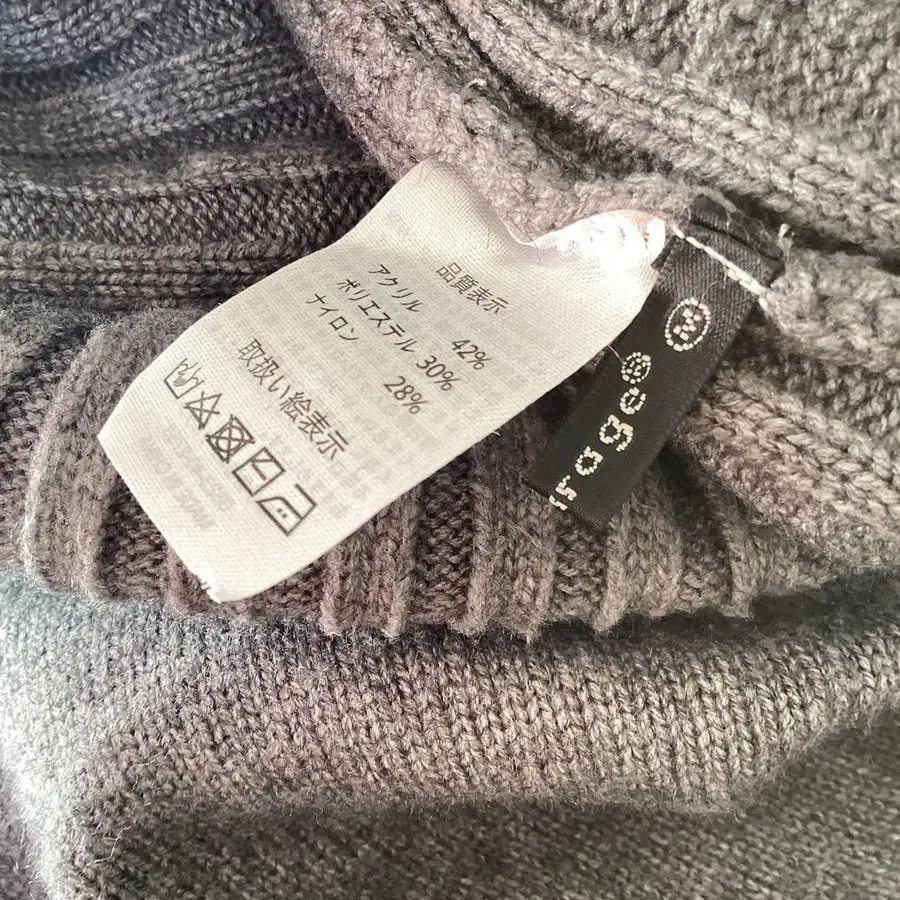 品質表示
アクリル 42%
ポリエステル 30%
ナイロン 28%
取扱い絵表示
rage®
M